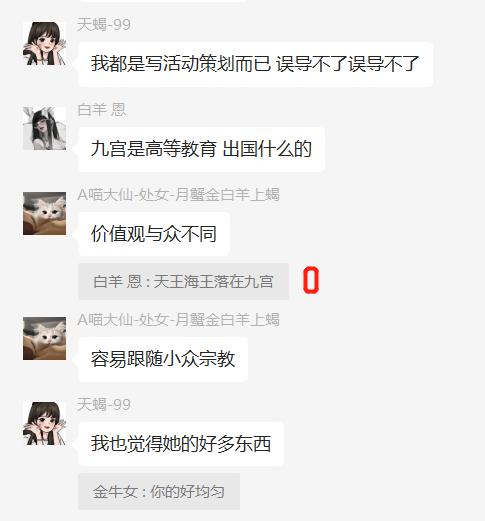 天蝎-99
我都是写活动策划而已 误导不了误导不了
白羊 恩
九宫是高等教育 出国什么的
A喵大仙-处女-月蟹金白羊上蝎
价值观与众不同
白羊 恩 : 天王海王落在九宫
0
A喵大仙-处女-月蟹金白羊上蝎
容易跟随小众宗教
天蝎-99
我也觉得她的好多东西
金牛女 : 你的好均匀